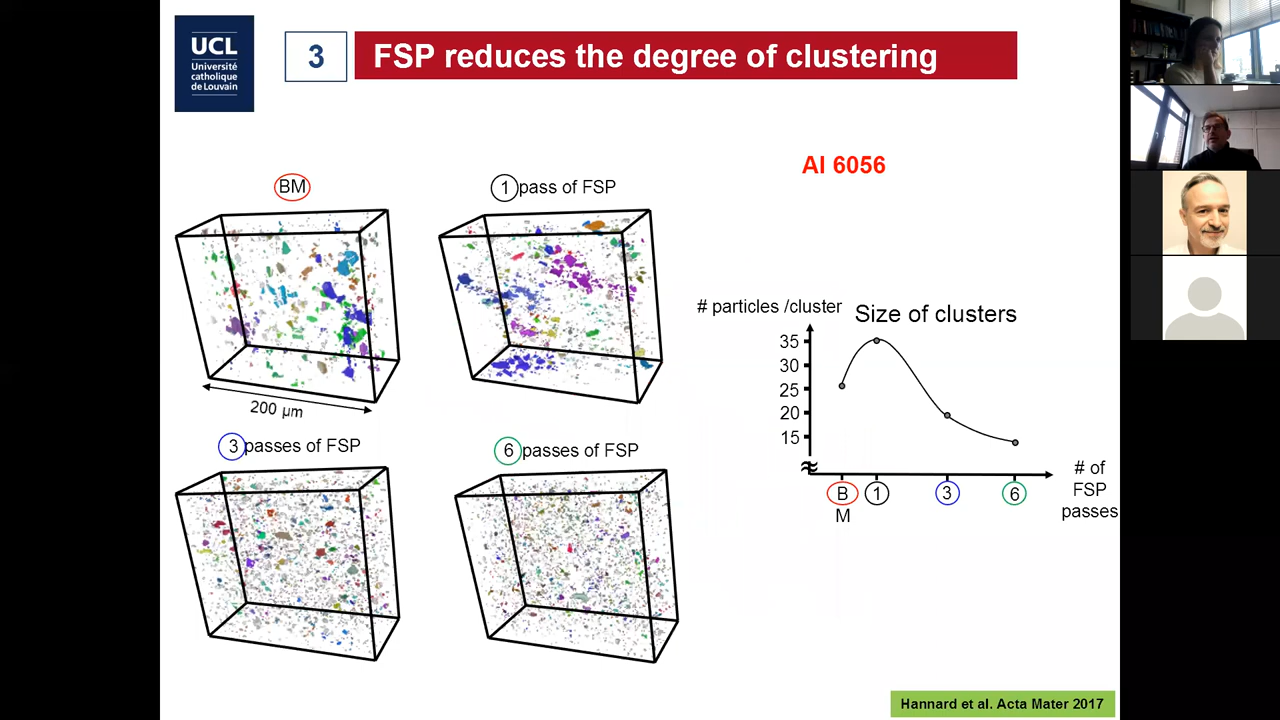 UCL
Université
catholique
de Louvain
3
FSP reduces the degree of clustering
Al 6056
BM
1 pass of FSP
200 µm
3 passes of FSP
6 passes of FSP
# particles /cluster
Size of clusters
35
30
25
20
15
B
M
1
3
6
# of
FSP
passes
Hannard et al. Acta Mater 2017